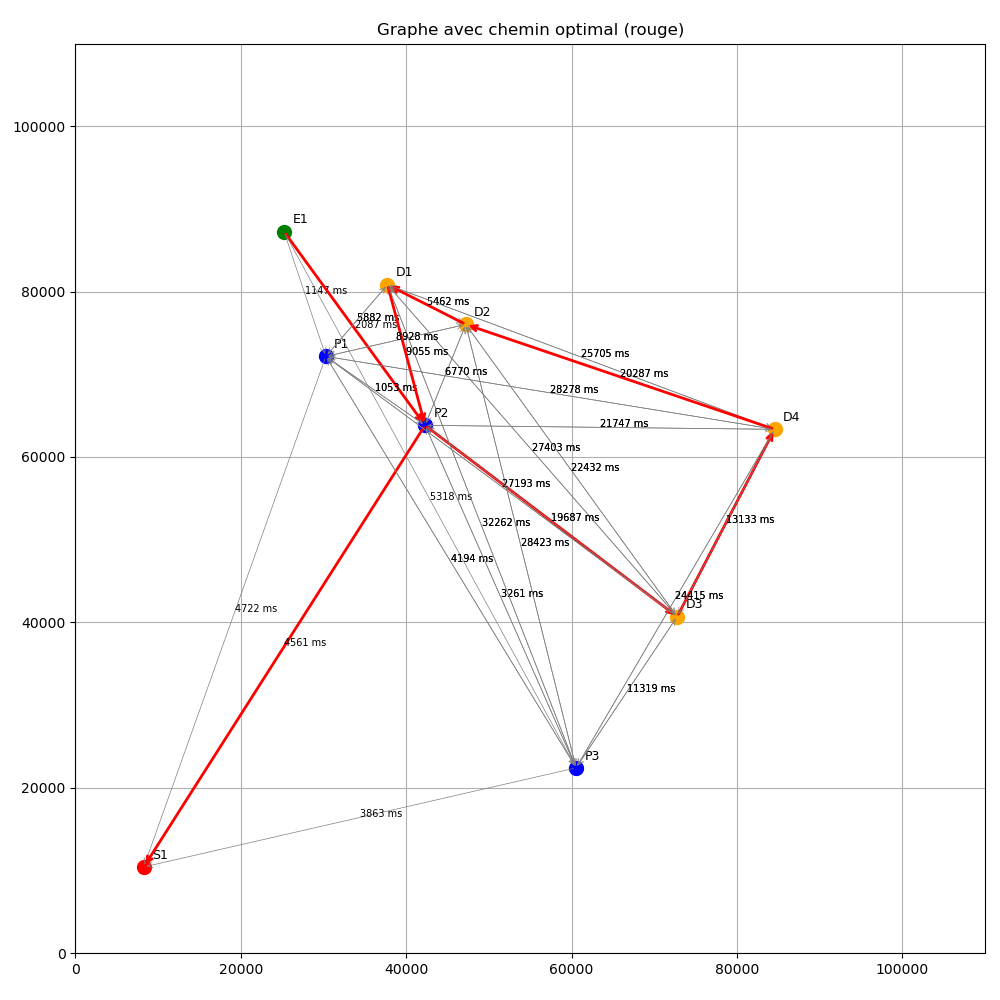 Graphe avec chemin optimal (rouge)
100000
80000
60000
40000
20000
0
0
20000
40000
60000
80000
100000
E1
D1
1147 ms
5462 ms
D2
5882 ms
2087 ms
8928 ms
P1
9055 ms
25705 ms
6770 ms
20287 ms
1053 ms
28278 ms
P2
D4
21747 ms
27403 ms
22432 ms
27193 ms
5318 ms
19687 ms
32262 ms
13133 ms
28423 ms
4194 ms
3261 ms
24415 ms
D3
4722 ms
4561 ms
11319 ms
P3
3863 ms
S1